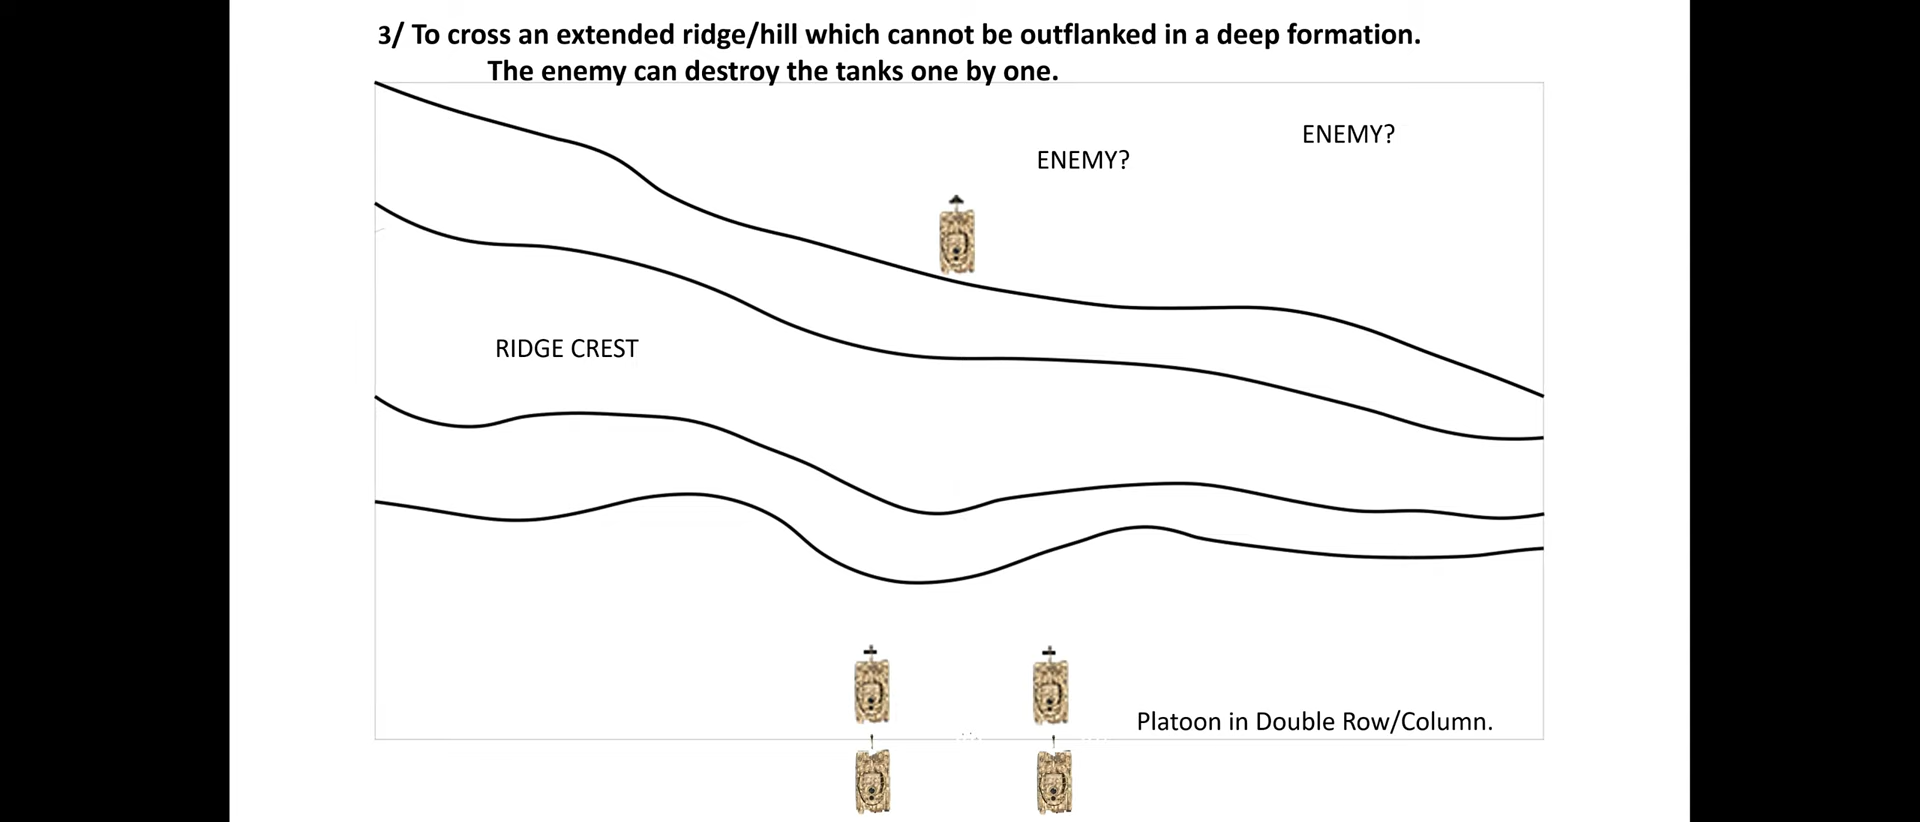 3/ To cross an extended ridge/hill which cannot be outflanked in a deep formation.
The enemy can destroy the tanks one by one.
ENEMY?
ENEMY?
RIDGE CREST
Platoon in Double Row/Column.